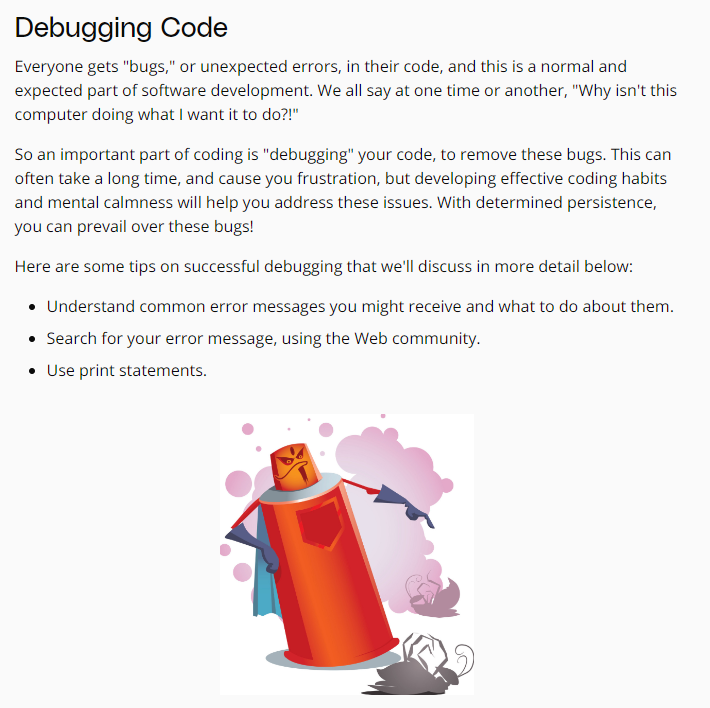 Debugging Code
Everyone gets "bugs," or unexpected errors, in their code, and this is a normal and
expected part of software development. We all say at one time or another, "Why isn't this
computer doing what I want it to do?!"
So an important part of coding is "debugging" your code, to remove these bugs. This can
often take a long time, and cause you frustration, but developing effective coding habits
and mental calmness will help you address these issues. With determined persistence,
you can prevail over these bugs!
Here are some tips on successful debugging that we'll discuss in more detail below:
• Understand common error messages you might receive and what to do about them.
• Search for your error message, using the Web community.
• Use print statements.